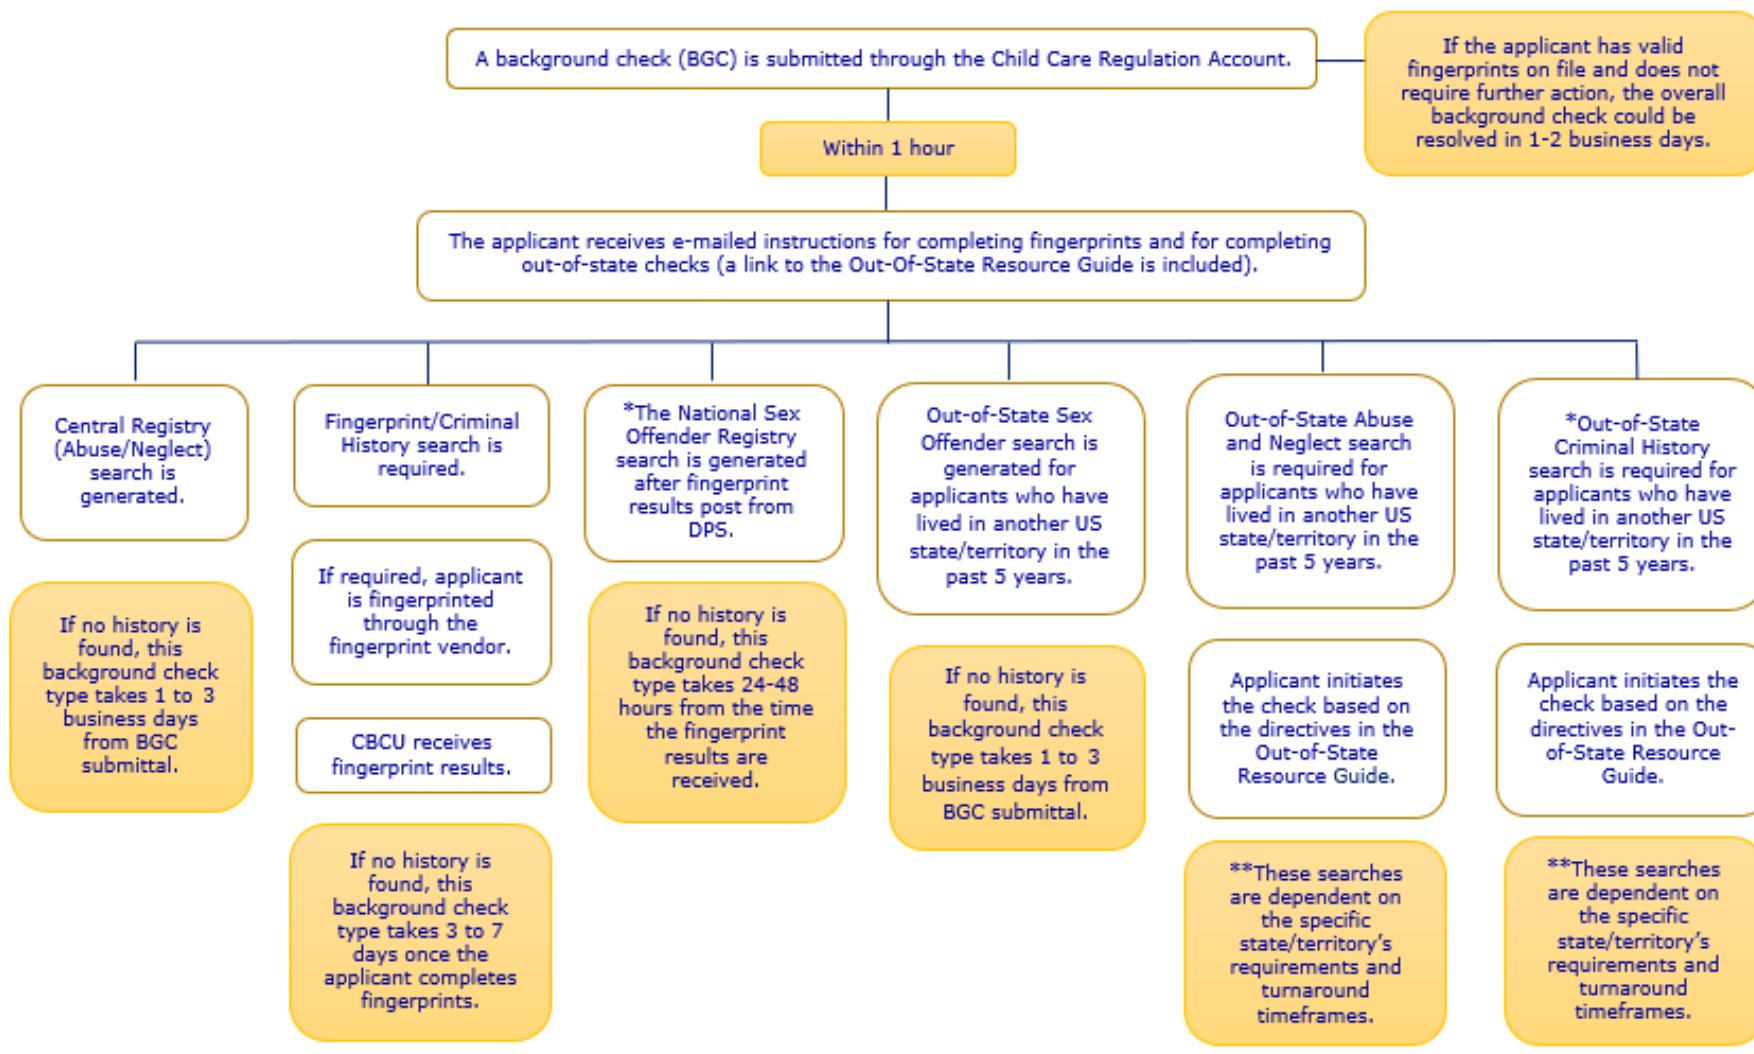 A background check (BGC) is submitted through the Child Care Regulation Account.
If the applicant has valid
fingerprints on file and does not
require further action, the overall
background check could be
resolved in 1-2 business days.
Within 1 hour
The applicant receives e-mailed instructions for completing fingerprints and for completing
out-of-state checks (a link to the Out-Of-State Resource Guide is included).
Central Registry
(Abuse/Neglect)
search is
generated.
If no history is
found, this
background check
type takes 1 to 3
business days
from BGC
submittal.
Fingerprint/Criminal
History search is
required.
If required, applicant
is fingerprinted
through the
fingerprint vendor.
CBCU receives
fingerprint results.
If no history is
found, this
background check
type takes 3 to 7
days once the
applicant completes
fingerprints.
*The National Sex
Offender Registry
search is generated
after fingerprint
results post from
DPS.
If no history is
found, this
background check
type takes 24-48
hours from the time
the fingerprint
results are
received.
Out-of-State Sex
Offender search is
generated for
applicants who have
lived in another US
state/territory in the
past 5 years.
If no history is
found, this
background check
type takes 1 to 3
business days from
BGC submittal.
Out-of-State Abuse
and Neglect search
is required for
applicants who have
lived in another US
state/territory in the
past 5 years.
Applicant initiates
the check based on
the directives in the
Out-of-State
Resource Guide.
**These searches
are dependent on
the specific
state/territory's
requirements and
turnaround
timeframes.
*Out-of-State
Criminal History
search is required for
applicants who have
lived in another US
state/territory in the
past 5 years.
Applicant initiates the
check based on the
directives in the Out-
of-State Resource
Guide.
**These searches
are dependent on
the specific
state/territory's
requirements and
turnaround
timeframes.